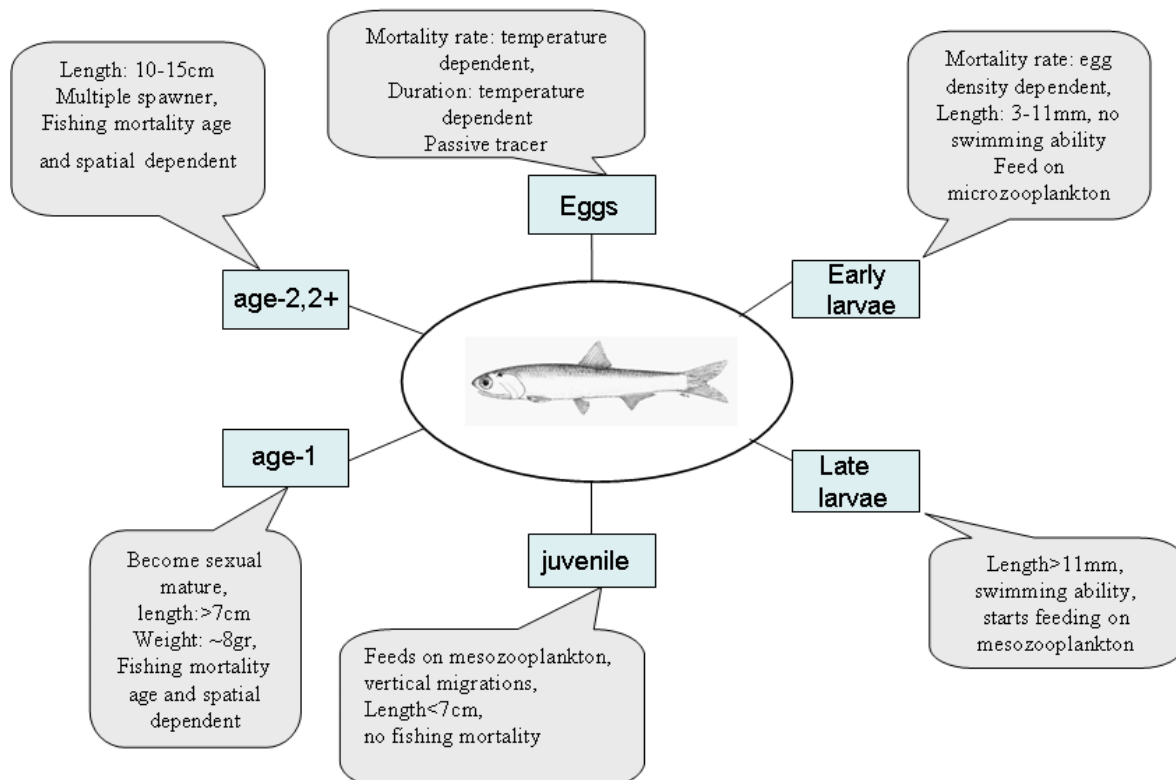 Mortality rate: temperature
dependent,
Duration: temperature
dependent
Passive tracer
Eggs
Mortality rate: egg
density dependent,
Length: 3-11mm, no
swimming ability
Feed on
microzooplankton
Early
larvae
Late
larvae
Length>11mm,
swimming ability,
starts feeding on
mesozooplankton
juvenile
Feeds on mesozooplankton,
vertical migrations,
Length<7cm,
no fishing mortality
age-1
Become sexual
mature,
length:>7cm
Weight: ~8gr,
Fishing mortality
age and spatial
dependent
age-2,2+
Length: 10-15cm
Multiple spawner,
Fishing mortality age
and spatial dependent